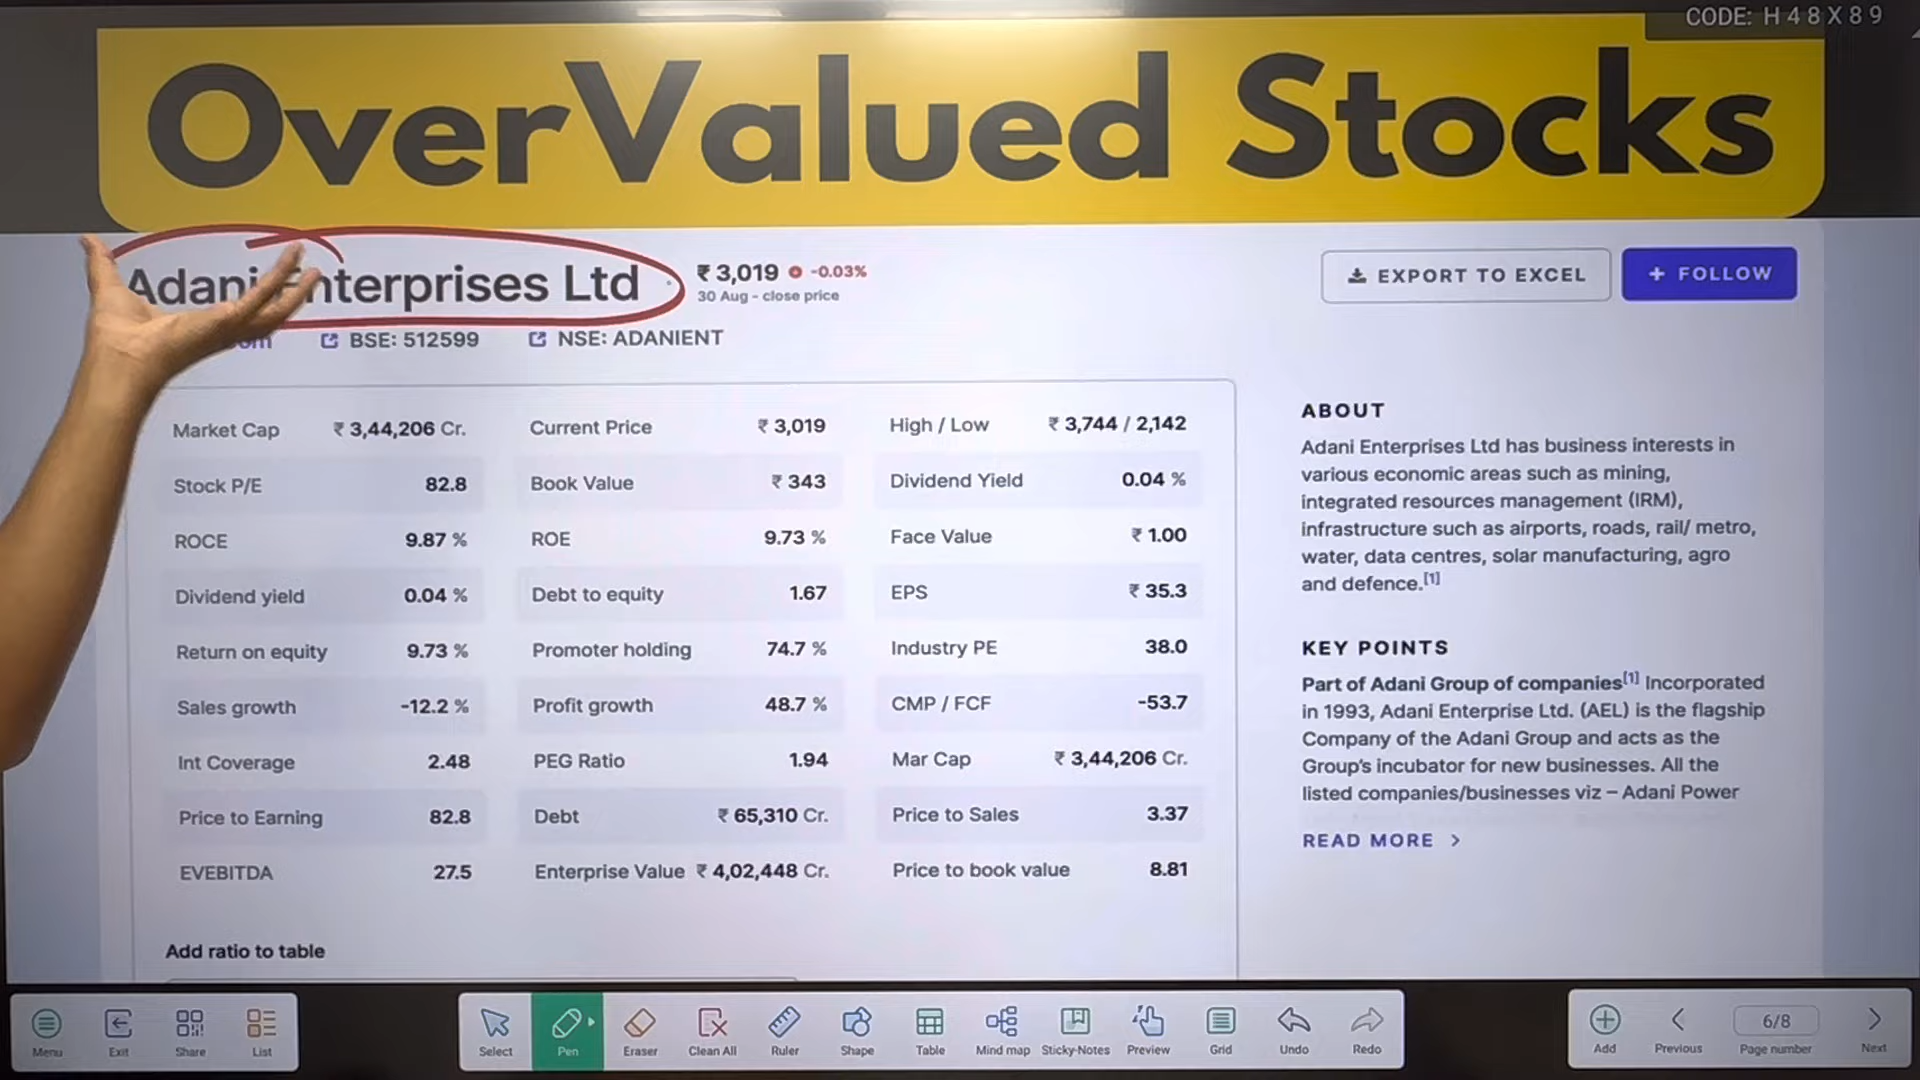 CODE: H48X89
OverValued Stocks
Adani Enterprises Ltd
₹ 3,019 -0.03%
30 Aug - close price
EXPORT TO EXCEL
+ FOLLOW
BSE: 512599
NSE: ADANIENT
Market Cap ₹ 3,44,206 Cr. Current Price ₹ 3,019 High / Low ₹ 3,744 / 2,142
Stock P/E 82.8 Book Value ₹ 343 Dividend Yield 0.04 %
ROCE 9.87 % ROE 9.73 % Face Value ₹ 1.00
Dividend yield 0.04 % Debt to equity 1.67 EPS ₹ 35.3
Return on equity 9.73 % Promoter holding 74.7 % Industry PE 38.0
Sales growth -12.2 % Profit growth 48.7 % CMP / FCF -53.7
Int Coverage 2.48 PEG Ratio 1.94 Mar Cap ₹ 3,44,206 Cr.
Price to Earning 82.8 Debt ₹ 65,310 Cr. Price to Sales 3.37
EVEBITDA 27.5 Enterprise Value ₹ 4,02,448 Cr. Price to book value 8.81
Add ratio to table
ABOUT
Adani Enterprises Ltd has business interests in
various economic areas such as mining,
integrated resources management (IRM),
infrastructure such as airports, roads, rail/ metro,
water, data centres, solar manufacturing, agro
and defence.[1]
KEY POINTS
Part of Adani Group of companies[1] Incorporated
in 1993, Adani Enterprise Ltd. (AEL) is the flagship
Company of the Adani Group and acts as the
Group's incubator for new businesses. All the
listed companies/businesses viz – Adani Power
READ MORE >
Menu Exit Share List
Select Pen Eraser Clean All Ruler Shape Table Mind map Sticky-Notes Preview Grid Undo Redo
6/8
Add Previous Page number Next